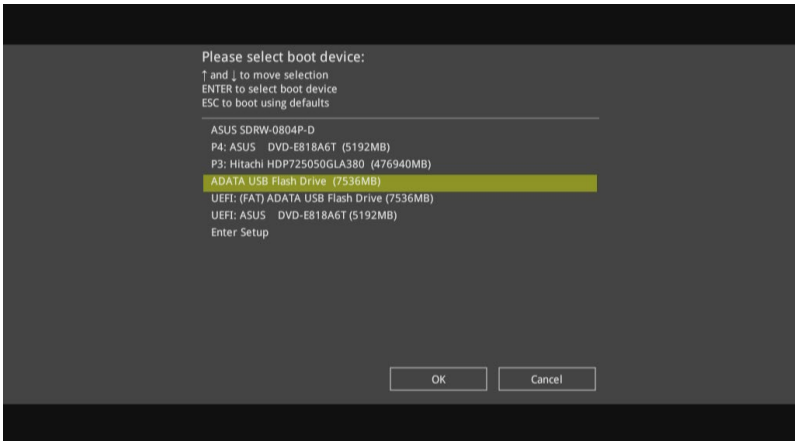 Please select boot device:
↑ and ↓ to move selection
ENTER to select boot device
ESC to boot using defaults
ASUS SDRW-0804P-D
P4: ASUS DVD-E818A6T (5192MB)
P3: Hitachi HDP725050GLA380 (476940MB)
ADATA USB Flash Drive (7536MB)
UEFI: (FAT) ADATA USB Flash Drive (7536MB)
UEFI: ASUS DVD-E818A6T (5192MB)
Enter Setup
OK Cancel